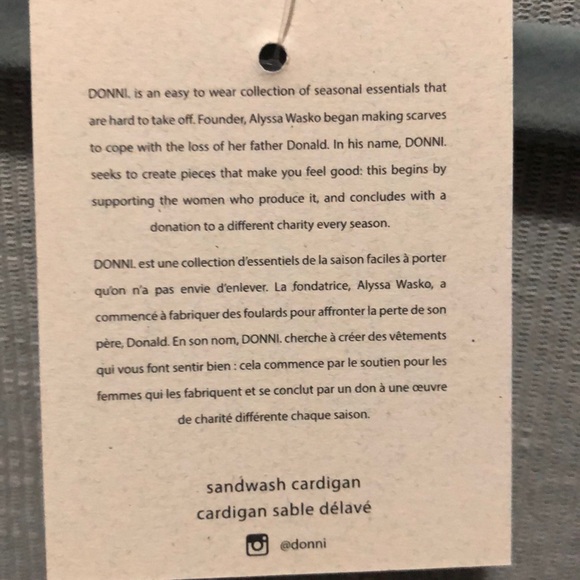 DONNI. is an easy to wear collection of seasonal essentials that
are hard to take off. Founder, Alyssa Wasko began making scarves
to cope with the loss of her father Donald. In his name, DONNI.
seeks to create pieces that make you feel good: this begins by
supporting the women who produce it, and concludes with a
donation to a different charity every season.
DONNI. est une collection d'essentiels de la saison faciles à porter
qu'on n'a pas envie d'enlever. La fondatrice, Alyssa Wasko, a
commencé à fabriquer des foulards pour affronter la perte de son
père, Donald. En son nom, DONNI. cherche à créer des vêtements
qui vous font sentir bien : cela commence par le soutien pour les
femmes qui les fabriquent et se conclut par un don à une œuvre
de charité différente chaque saison.
sandwash cardigan
cardigan sable délavé
@donni